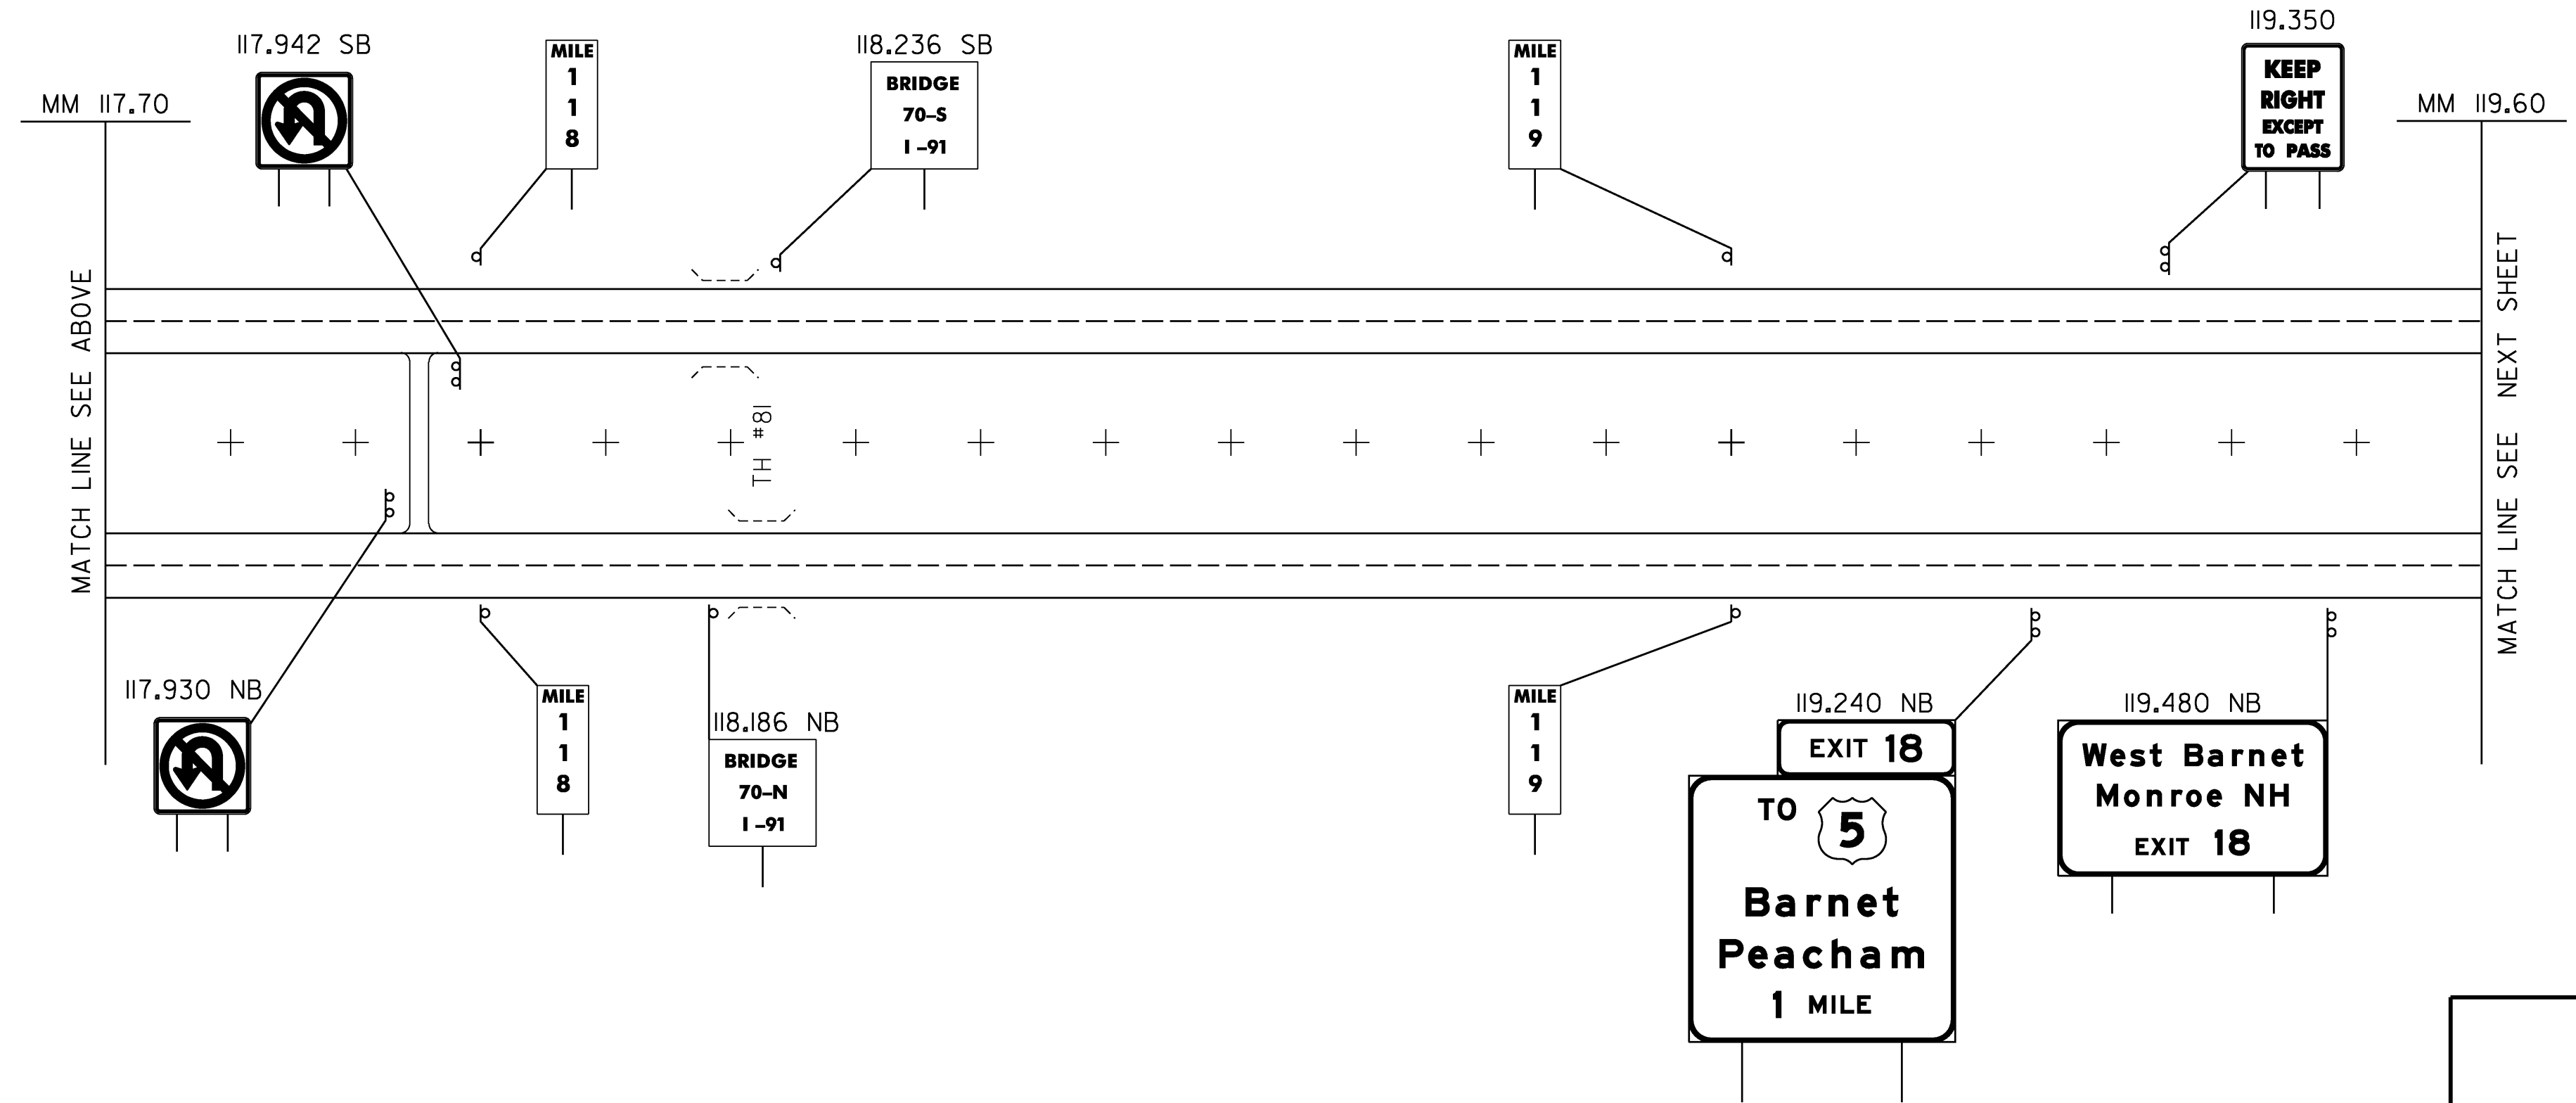 117.942 SB
MILE
1
1
8
118.236 SB
BRIDGE
70-S
I-91
MILE
1
1
9
119.350
KEEP
RIGHT
EXCEPT
TO PASS
MM 117.70
MM 119.60
MATCH LINE SEE ABOVE
TH #81
MATCH LINE SEE NEXT SHEET
117.930 NB
MILE
1
1
8
118.186 NB
BRIDGE
70-N
I-91
MILE
1
1
9
119.240 NB
EXIT 18
TO 5
Barnet
Peacham
1 MILE
119.480 NB
West Barnet
Monroe NH
EXIT 18